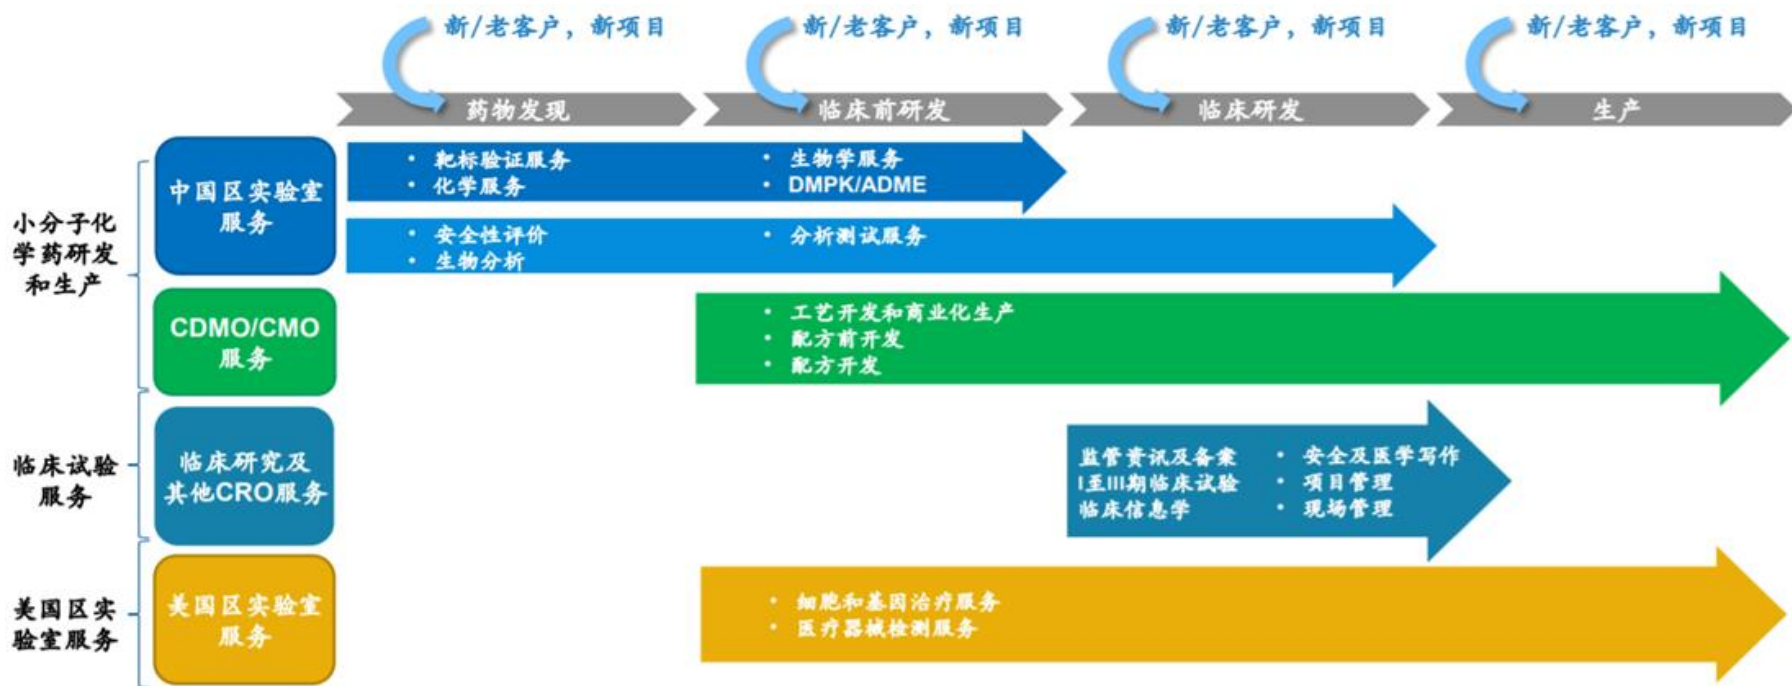 新/老客户，新项目
新/老客户，新项目
新/老客户，新项目
新/老客户，新项目
药物发现
临床前研发
临床研发
生产
小分子化
学药研发
和生产
中国区实验室
服务
• 靶标验证服务
• 化学服务
• 生物学服务
• DMPK/ADME
• 安全性评价
• 生物分析
• 分析测试服务
CDMO/CMO
服务
• 工艺开发和商业化生产
• 配方前开发
• 配方开发
临床试验
服务
临床研究及
其他CRO服务
监管资讯及备案
I至III期临床试验
临床信息学
• 安全及医学写作
• 项目管理
• 现场管理
美国区实
验室服务
美国区实验室
服务
• 细胞和基因治疗服务
• 医疗器械检测服务